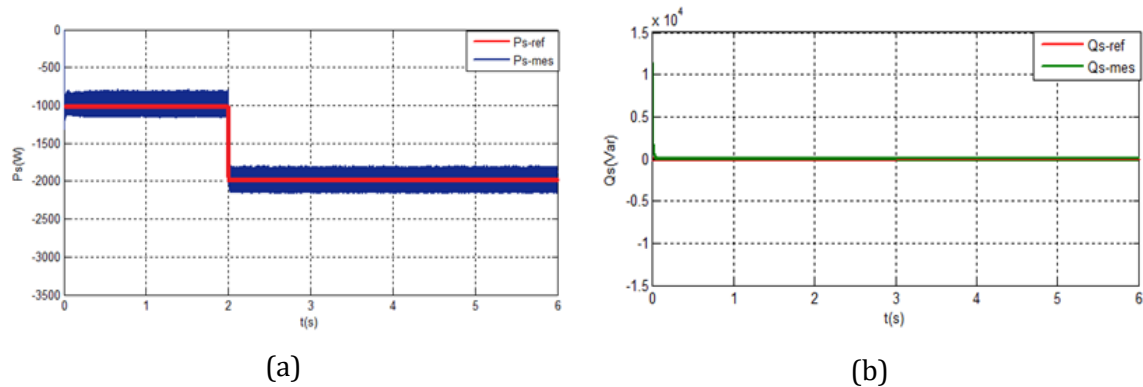 0
-500
-1000
-1500
-2000
-2500
-3000
-3500
Ps(W)
0 1 2 3 4 5 6
t(s)
Ps-ref
Ps-mes
(a)
x 10^4
1.5
1
0.5
0
-0.5
-1
-1.5
Qs(Var)
0 1 2 3 4 5 6
t(s)
Qs-ref
Qs-mes
(b)